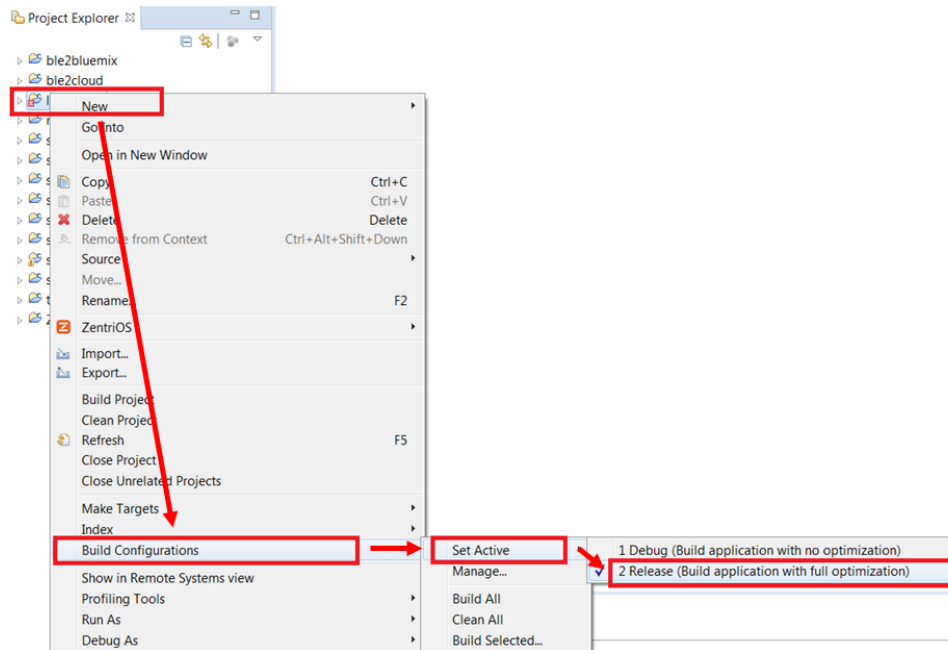 Project Explorer
ble2bluemix
ble2cloud
New
Go Into
Open in New Window
Copy Ctrl+C
Paste Ctrl+V
Delete Delete
Remove from Context Ctrl+Alt+Shift+Down
Source
Move...
Rename... F2
ZentriOS
Import...
Export...
Build Project
Clean Project
Refresh F5
Close Project
Close Unrelated Projects
Make Targets
Index
Build Configurations
Set Active
1 Debug (Build application with no optimization)
2 Release (Build application with full optimization)
Manage...
Show in Remote Systems view
Profiling Tools
Build All
Run As
Clean All
Debug As
Build Selected...